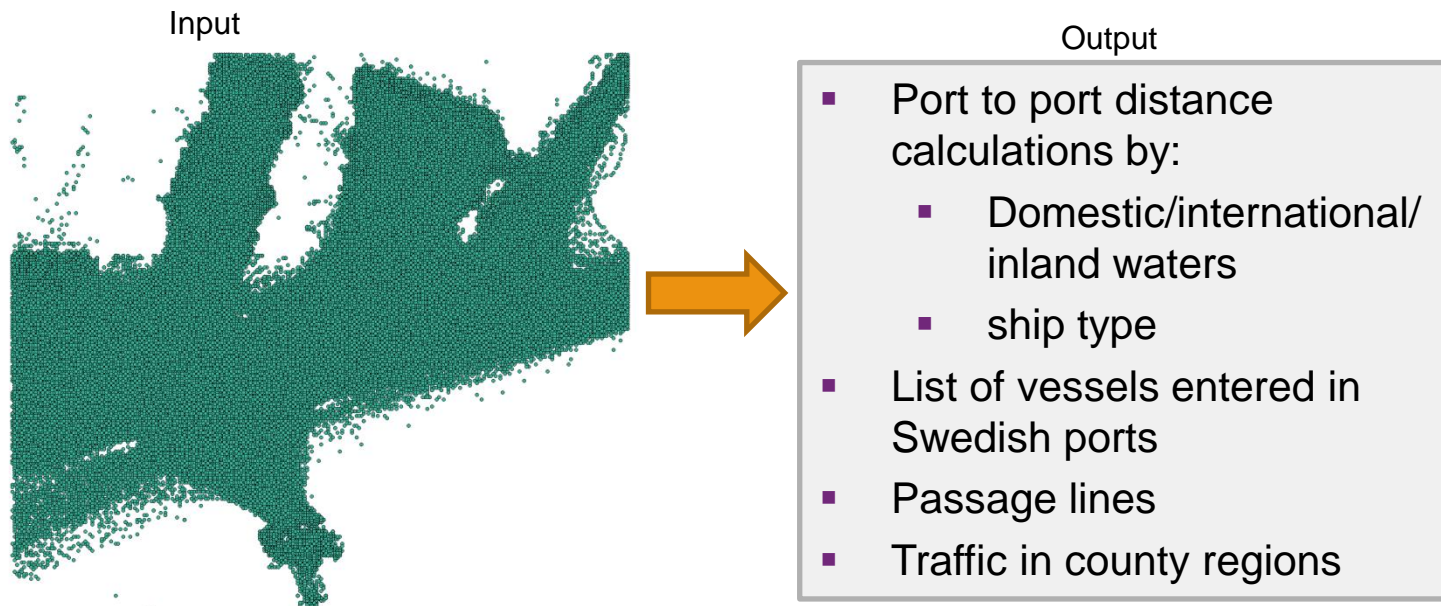 Input
Output
▪ Port to port distance
calculations by:
▪ Domestic/international/
inland waters
▪ ship type
▪ List of vessels entered in
Swedish ports
▪ Passage lines
▪ Traffic in county regions